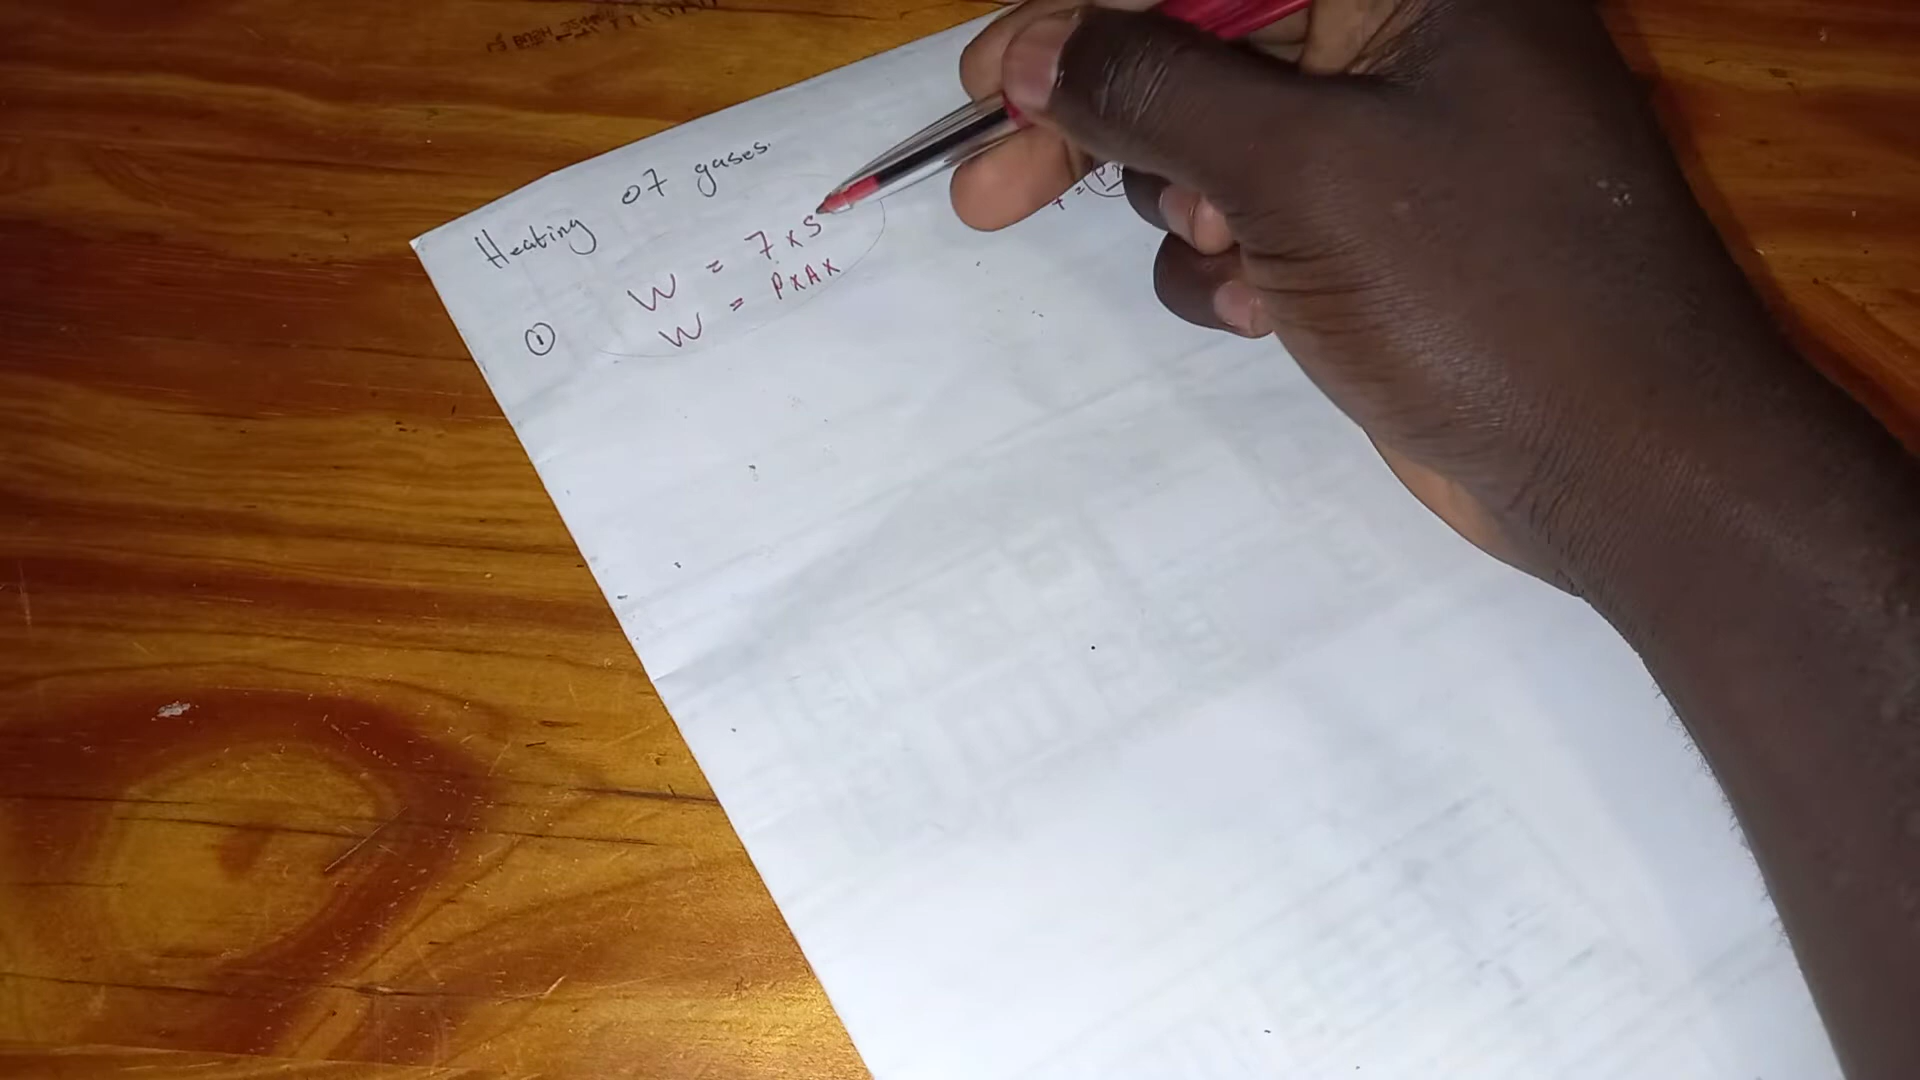 Heating of gases.
① W = f x s
W = P x A x
f = P x